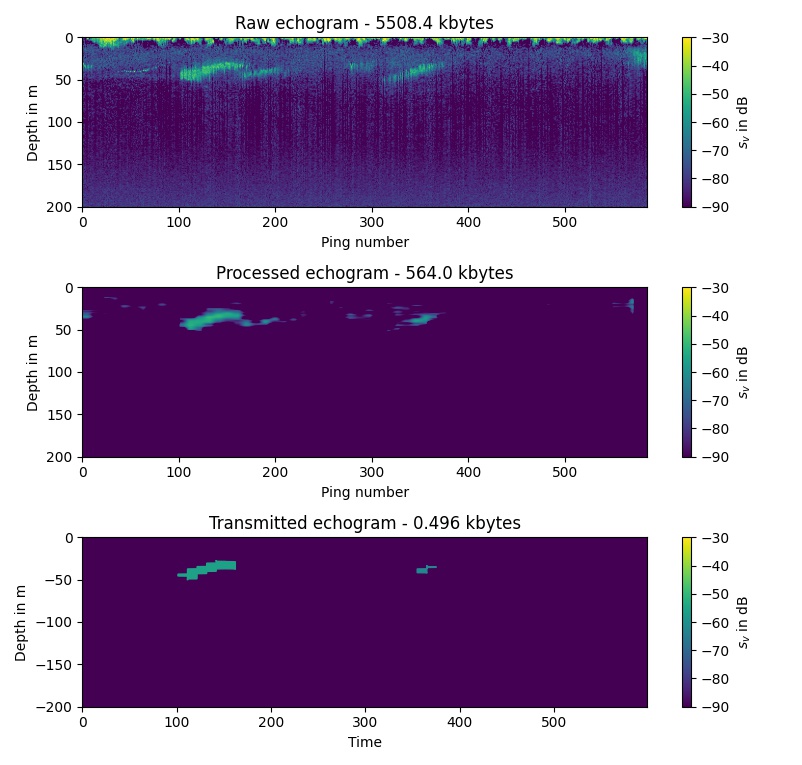 Raw echogram - 5508.4 kbytes
0
50
100
150
200
Depth in m
0 100 200 300 400 500
Ping number
−30
−40
−50
−60
−70
−80
−90
sv in dB
Processed echogram - 564.0 kbytes
0
50
100
150
200
Depth in m
0 100 200 300 400 500
Ping number
−30
−40
−50
−60
−70
−80
−90
sv in dB
Transmitted echogram - 0.496 kbytes
0
−50
−100
−150
−200
Depth in m
0 100 200 300 400 500
Time
−30
−40
−50
−60
−70
−80
−90
sv in dB